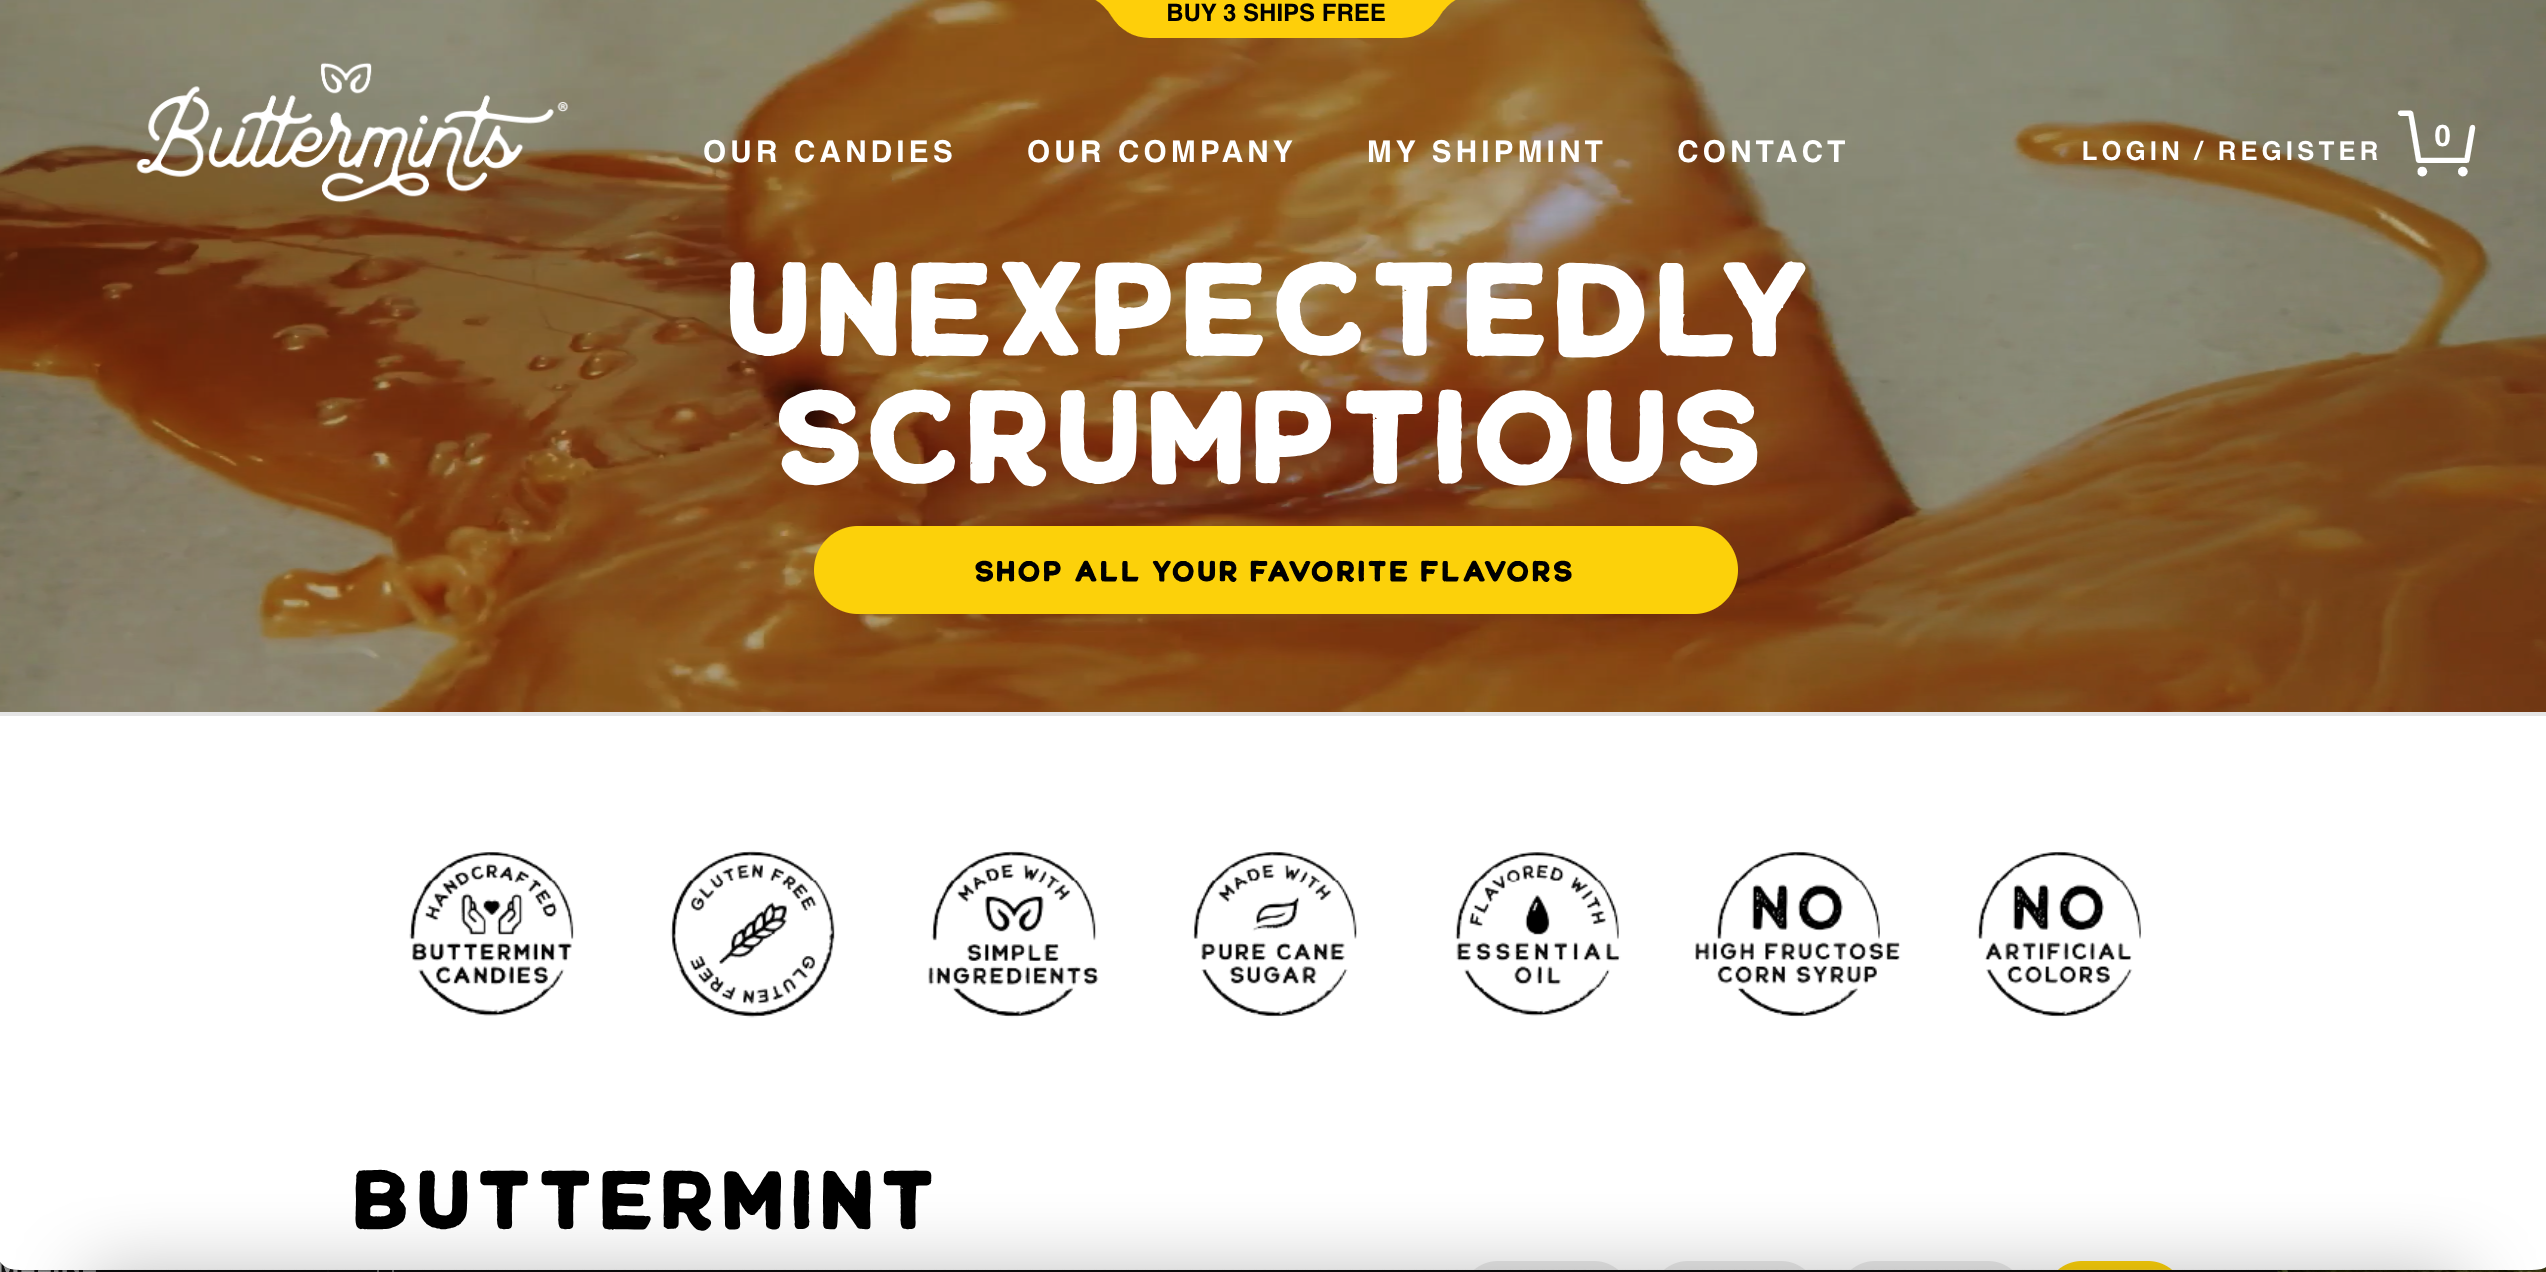 BUY 3 SHIPS FREE
Buttermints®
OUR CANDIES
OUR COMPANY
MY SHIPMINT
CONTACT
LOGIN / REGISTER
0
UNEXPECTEDLY
SCRUMPTIOUS
SHOP ALL YOUR FAVORITE FLAVORS
HANDCRAFTED
BUTTERMINT
CANDIES
GLUTEN FREE
GLUTEN FREE
MADE WITH
SIMPLE
INGREDIENTS
MADE WITH
PURE CANE
SUGAR
FLAVORED WITH
ESSENTIAL
OIL
NO
HIGH FRUCTOSE
CORN SYRUP
NO
ARTIFICIAL
COLORS
BUTTERMINT